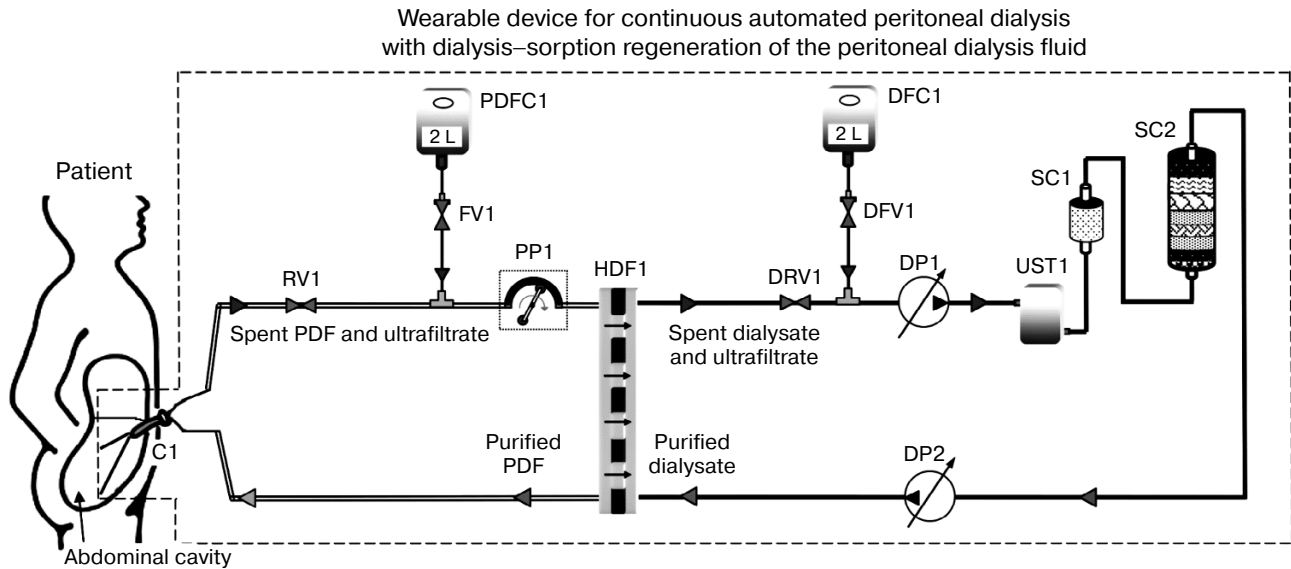 Wearable device for continuous automated peritoneal dialysis
with dialysis–sorption regeneration of the peritoneal dialysis fluid
PDFC1
2 L
DFC1
2 L
SC2
Patient
SC1
FV1
DFV1
PP1
HDF1
DP1
UST1
RV1
DRV1
Spent PDF and ultrafiltrate
Spent dialysate
and ultrafiltrate
C1
Purified
PDF
Purified
dialysate
DP2
Abdominal cavity